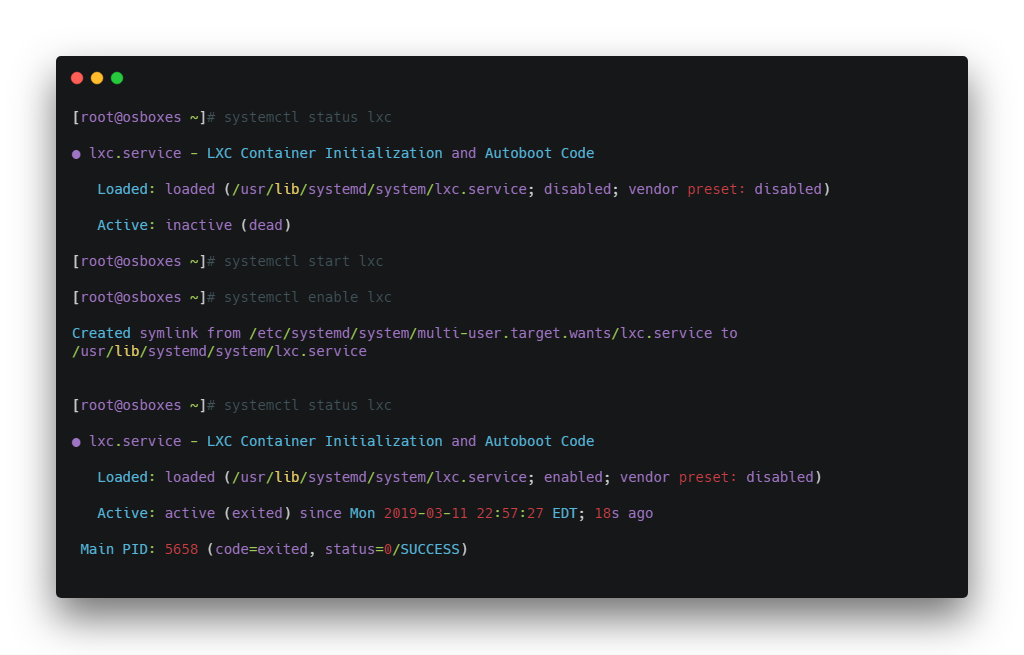 [root@osboxes ~]# systemctl status lxc
● lxc.service - LXC Container Initialization and Autoboot Code
Loaded: loaded (/usr/lib/systemd/system/lxc.service; disabled; vendor preset: disabled)
Active: inactive (dead)
[root@osboxes ~]# systemctl start lxc
[root@osboxes ~]# systemctl enable lxc
Created symlink from /etc/systemd/system/multi-user.target.wants/lxc.service to
/usr/lib/systemd/system/lxc.service
[root@osboxes ~]# systemctl status lxc
● lxc.service - LXC Container Initialization and Autoboot Code
Loaded: loaded (/usr/lib/systemd/system/lxc.service; enabled; vendor preset: disabled)
Active: active (exited) since Mon 2019-03-11 22:57:27 EDT; 18s ago
Main PID: 5658 (code=exited, status=0/SUCCESS)